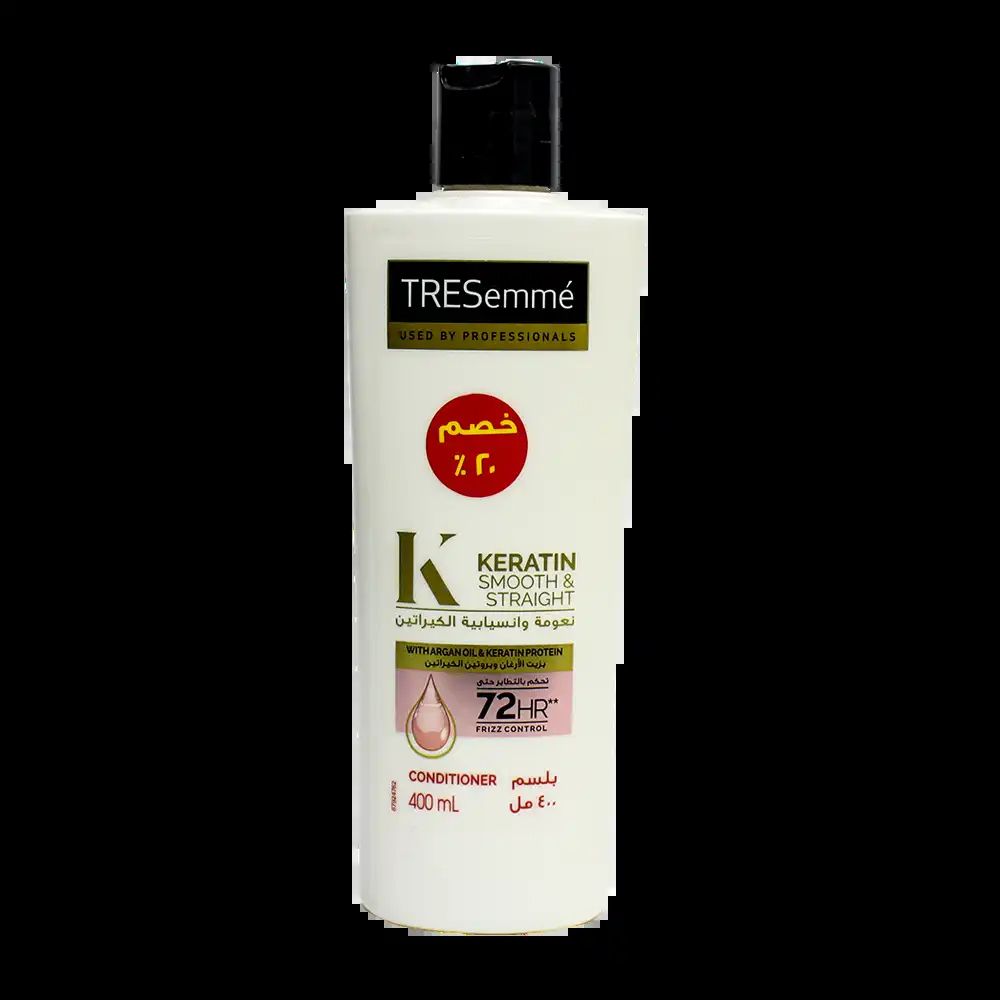 TRESemmé
USED BY PROFESSIONALS
خصم
٢٠ ٪
K
KERATIN
SMOOTH &
STRAIGHT
نعومة وانسيابية الكيراتين
WITH ARGAN OIL & KERATIN PROTEIN
بزيت الأرغان وبروتين الكيراتين
تحكم بالتطاير حتى
72HR**
FRIZZ CONTROL
CONDITIONER بلسم
400 mL ٤٠٠ مل